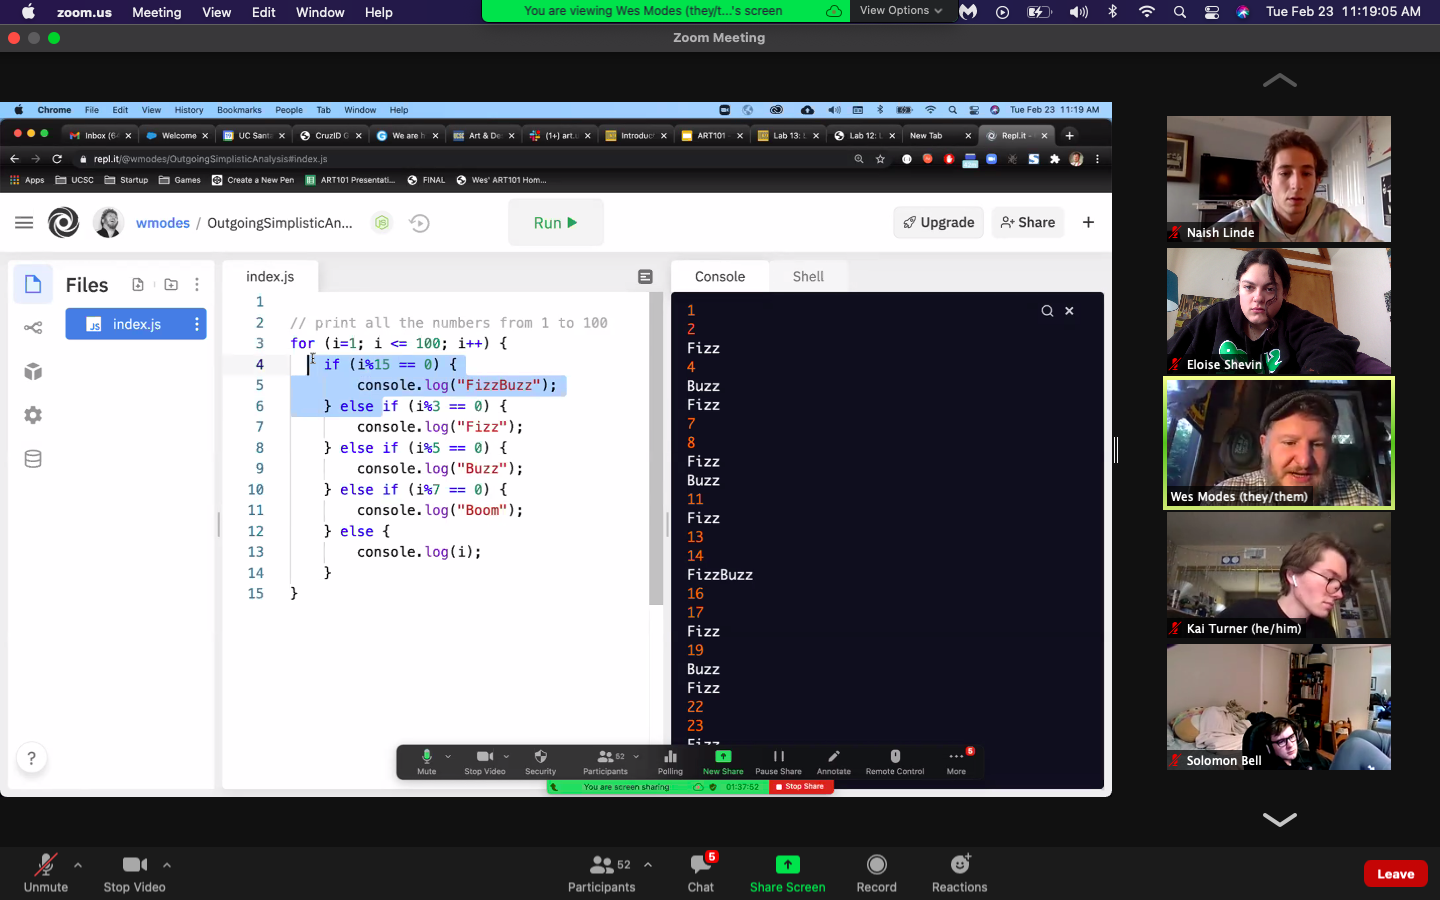 zoom.us Meeting View Edit Window Help
You are viewing Wes Modes (they/t...'s screen
View Options
Tue Feb 23 11:19:05 AM
Zoom Meeting
Chrome File Edit View History Bookmarks People Tab Window Help
Tue Feb 23 11:19 AM
Inbox (6
Welcome
UC Santa
CruzID G
We are h
Art & De
(1+) art.u
Introduc
ART101
Lab 13: L
Lab 12: L
New Tab
Repl.it -
repl.it/@wmodes/OutgoingSimplisticAnalysis#index.js
Apps UCSC Startup Games Create a New Pen ART101 Presentati... FINAL Wes' ART101 Hom...
wmodes / OutgoingSimplisticAn...
Run
Upgrade
Share
Files
index.js
index.js
Console
Shell
1
2 // print all the numbers from 1 to 100
3 for (i=1; i <= 100; i++) {
4 if (i%15 == 0) {
5 console.log("FizzBuzz");
6 } else if (i%3 == 0) {
7 console.log("Fizz");
8 } else if (i%5 == 0) {
9 console.log("Buzz");
10 } else if (i%7 == 0) {
11 console.log("Boom");
12 } else {
13 console.log(i);
14 }
15 }
1
2
Fizz
4
Buzz
Fizz
7
8
Fizz
Buzz
11
Fizz
13
14
FizzBuzz
16
17
Fizz
19
Buzz
Fizz
22
23
Fizz
?
Mute
Stop Video
Security
52
Participants
Polling
New Share
Pause Share
Annotate
Remote Control
5
More
You are screen sharing
01:37:52
Stop Share
Naish Linde
Eloise Shevin
Wes Modes (they/them)
Kai Turner (he/him)
Solomon Bell
Unmute
Stop Video
52
Participants
5
Chat
Share Screen
Record
Reactions
Leave